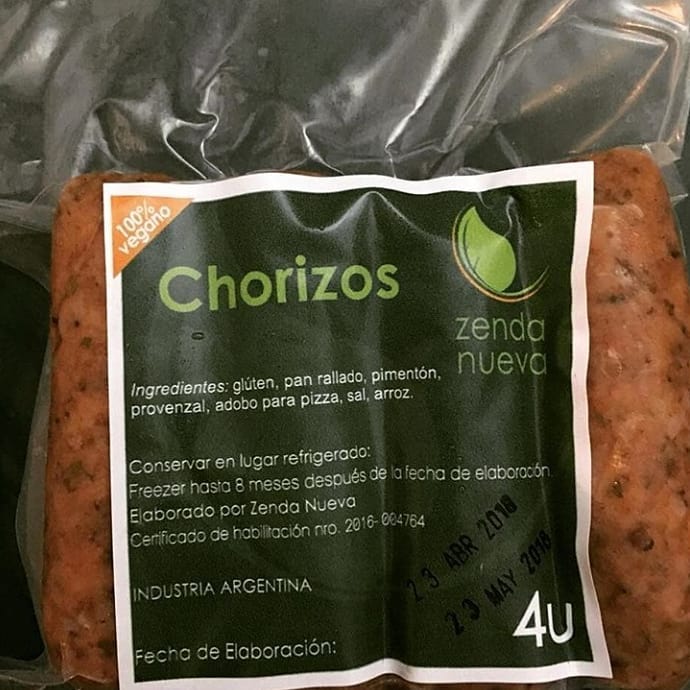 100%
vegano
Chorizos
zenda
nueva
Ingredientes: glúten, pan rallado, pimentón,
provenzal, adobo para pizza, sal, arroz.
Conservar en lugar refrigerado:
Freezer hasta 8 meses después de la fecha de elaboración.
Elaborado por Zenda Nueva
Certificado de habilitación nro. 2016- 004764
23 ABR 2018
INDUSTRIA ARGENTINA
23 MAY 2018
4u
Fecha de Elaboración: